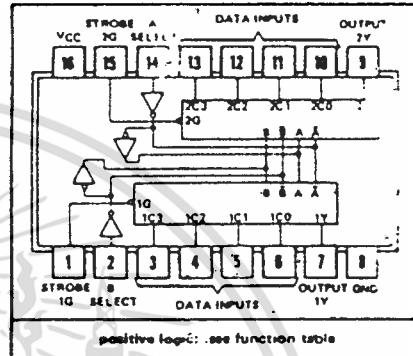 STROBE A DATA INPUTS OUTPUT
VCC 2G SELECT 2Y
16 15 14 13 12 11 10 9
2C3 2C2 2C1 2C0
2G
B B A A
B B A A
1G
1C3 1C2 1C1 1C0 1Y
1 2 3 4 5 6 7 8
STROBE B OUTPUT GND
1G SELECT DATA INPUTS 1Y
positive logic: see function table